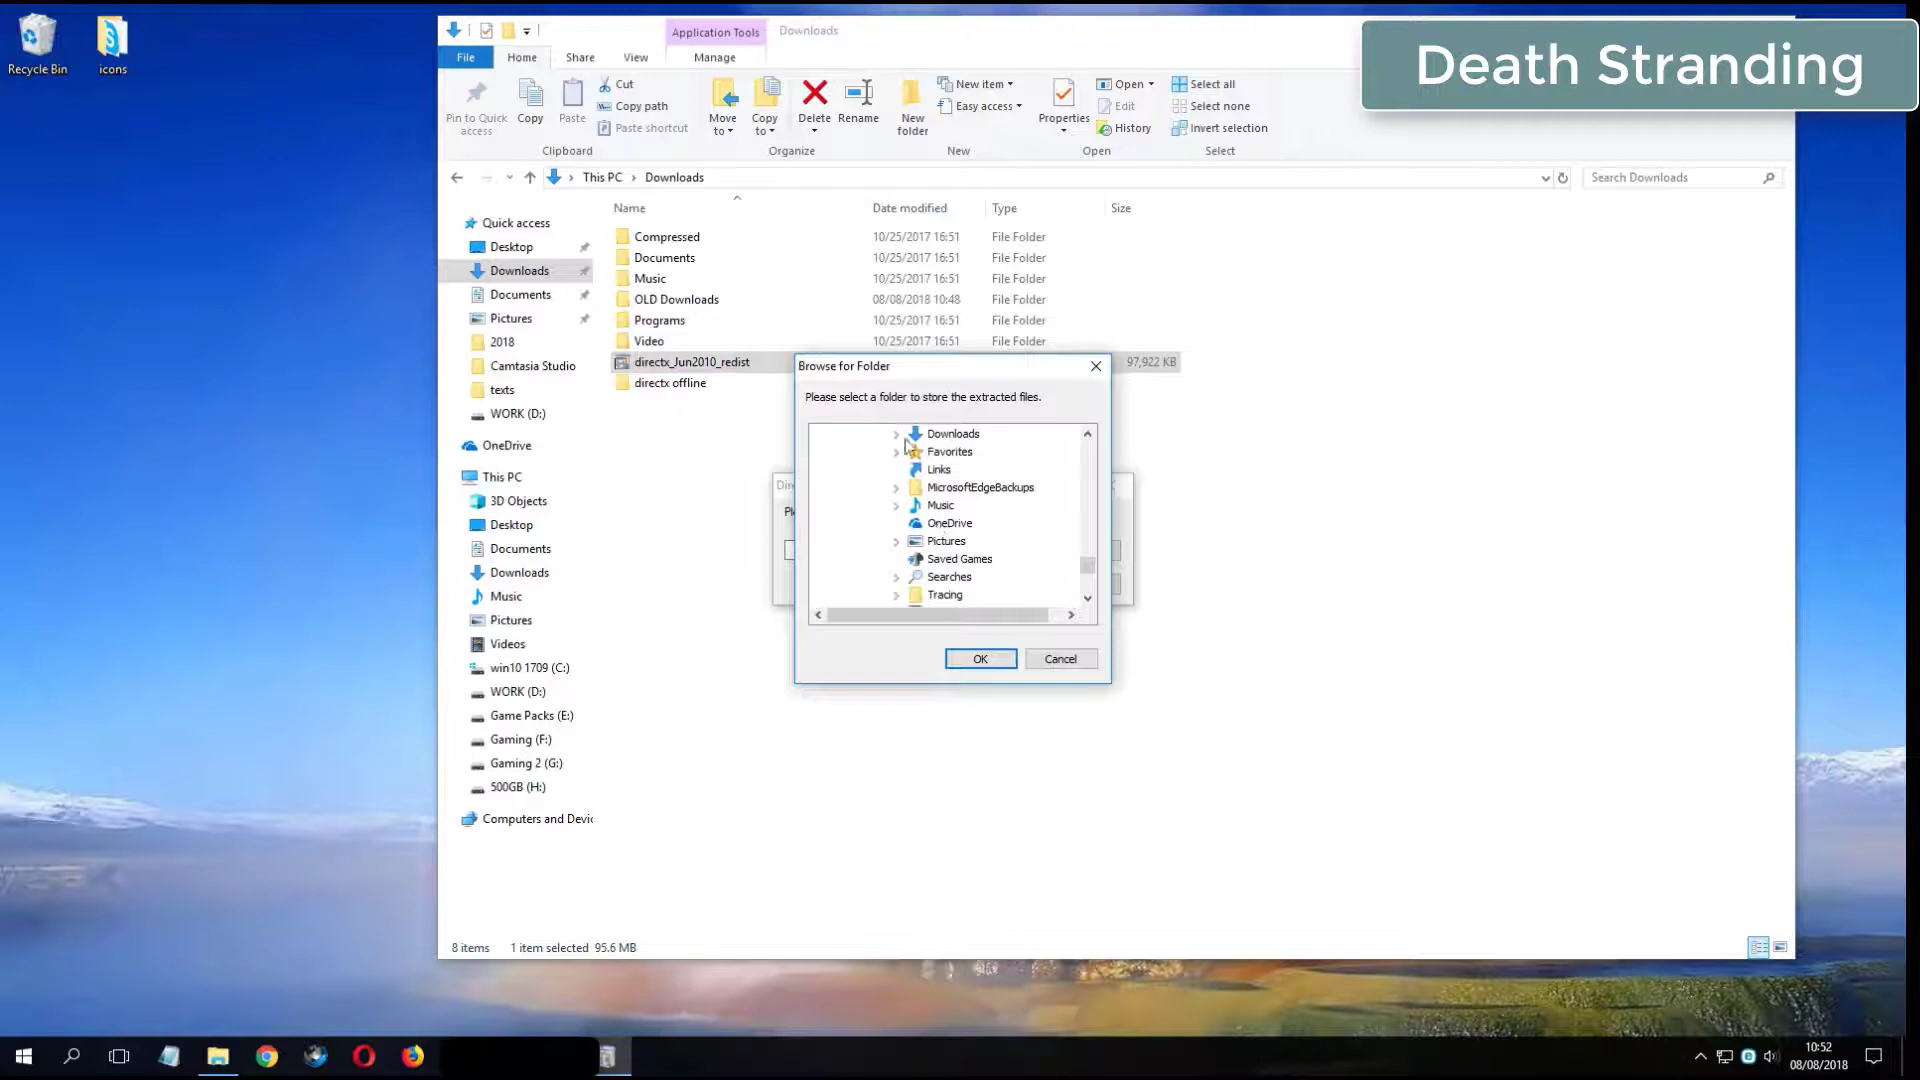 Recycle Bin
icons
Application Tools
Downloads
Death Stranding
File
Home
Share
View
Manage
Pin to Quick access
Copy
Paste
Cut
Copy path
Paste shortcut
Clipboard
Move to
Copy to
Delete
Rename
Organize
New folder
New item
Easy access
New
Properties
Open
Edit
History
Open
Select all
Select none
Invert selection
Select
This PC > Downloads
Search Downloads
Name
Date modified
Type
Size
Quick access
Desktop
Downloads
Documents
Pictures
2018
Camtasia Studio
texts
WORK (D:)
OneDrive
This PC
3D Objects
Desktop
Documents
Downloads
Music
Pictures
Videos
win10 1709 (C:)
WORK (D:)
Game Packs (E:)
Gaming (F:)
Gaming 2 (G:)
500GB (H:)
Computers and Devic
Compressed 10/25/2017 16:51 File Folder
Documents 10/25/2017 16:51 File Folder
Music 10/25/2017 16:51 File Folder
OLD Downloads 08/08/2018 10:48 File Folder
Programs 10/25/2017 16:51 File Folder
Video 10/25/2017 16:51 File Folder
directx_Jun2010_redist 97,922 KB
directx offline
Browse for Folder
Please select a folder to store the extracted files.
Downloads
Favorites
Links
MicrosoftEdgeBackups
Music
OneDrive
Pictures
Saved Games
Searches
Tracing
OK
Cancel
8 items 1 item selected 95.6 MB
10:52
08/08/2018